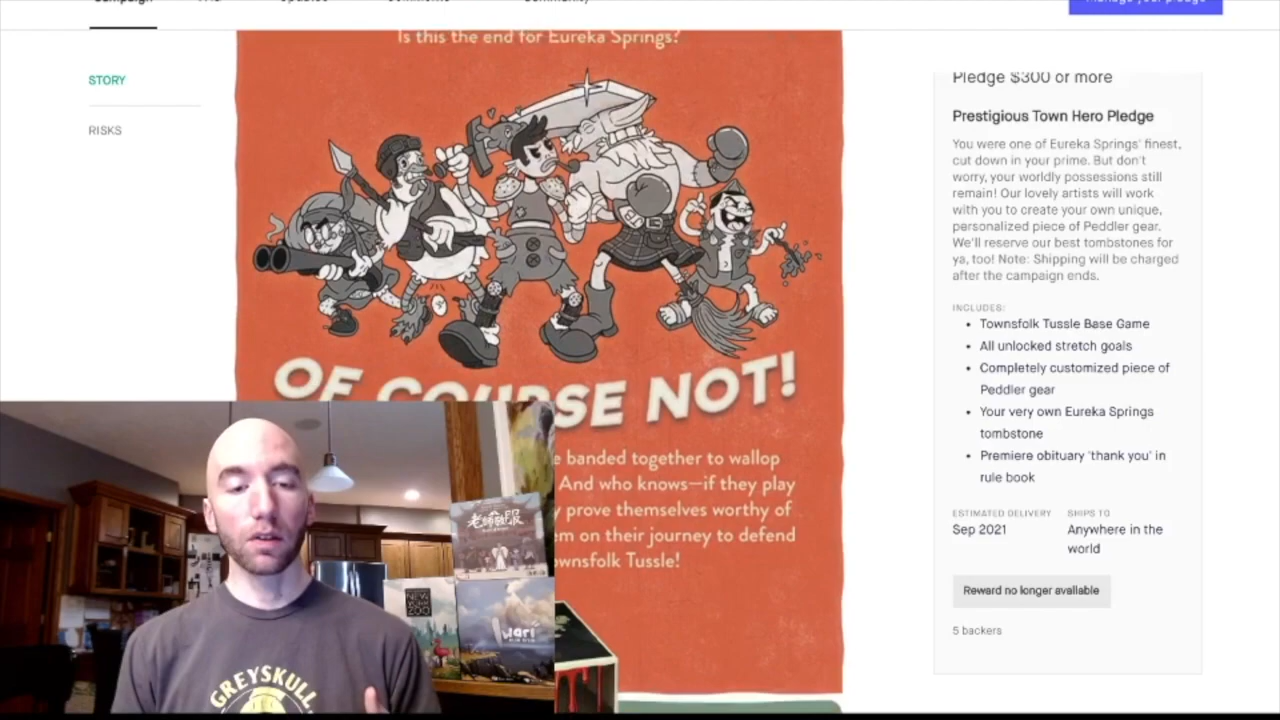 Campaign
Manage your pledge
Is this the end for Eureka Springs?
STORY
RISKS
OF COURSE NOT!
e banded together to wallop
And who knows—if they play
y prove themselves worthy of
em on their journey to defend
ownsfolk Tussle!
Pledge $300 or more
Prestigious Town Hero Pledge
You were one of Eureka Springs' finest,
cut down in your prime. But don't
worry, your worldly possessions still
remain! Our lovely artists will work
with you to create your own unique,
personalized piece of Peddler gear.
We'll reserve our best tombstones for
ya, too! Note: Shipping will be charged
after the campaign ends.
INCLUDES:
• Townsfolk Tussle Base Game
• All unlocked stretch goals
• Completely customized piece of
Peddler gear
• Your very own Eureka Springs
tombstone
• Premiere obituary 'thank you' in
rule book
ESTIMATED DELIVERY
Sep 2021
SHIPS TO
Anywhere in the
world
Reward no longer available
5 backers
NEW
YORK
ZOO
GREYSKULL